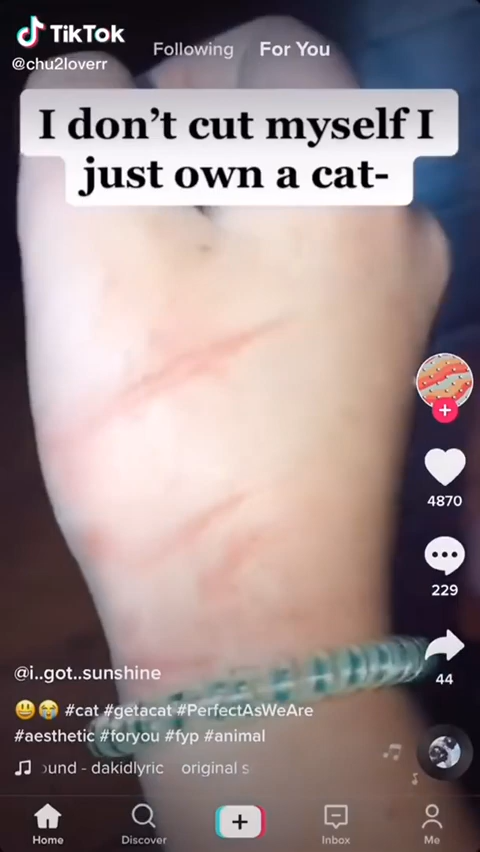 TikTok
Following For You
@chu2loverr
I don't cut myself I
just own a cat-
4870
229
44
@i..got..sunshine
😃😭 #cat #getacat #PerfectAsWeAre
#aesthetic #foryou #fyp #animal
ound - dakidlyric original s
Home Discover Inbox Me